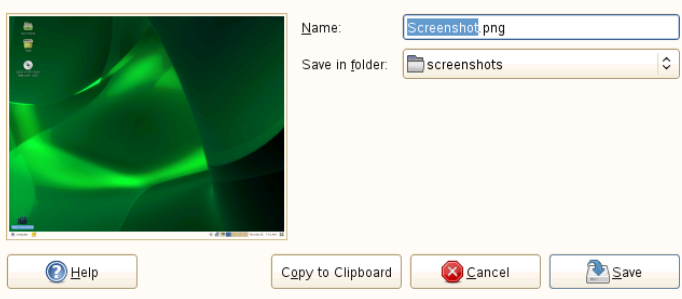 Name:
Screenshot.png
Save in folder:
screenshots
Help
Copy to Clipboard
Cancel
Save